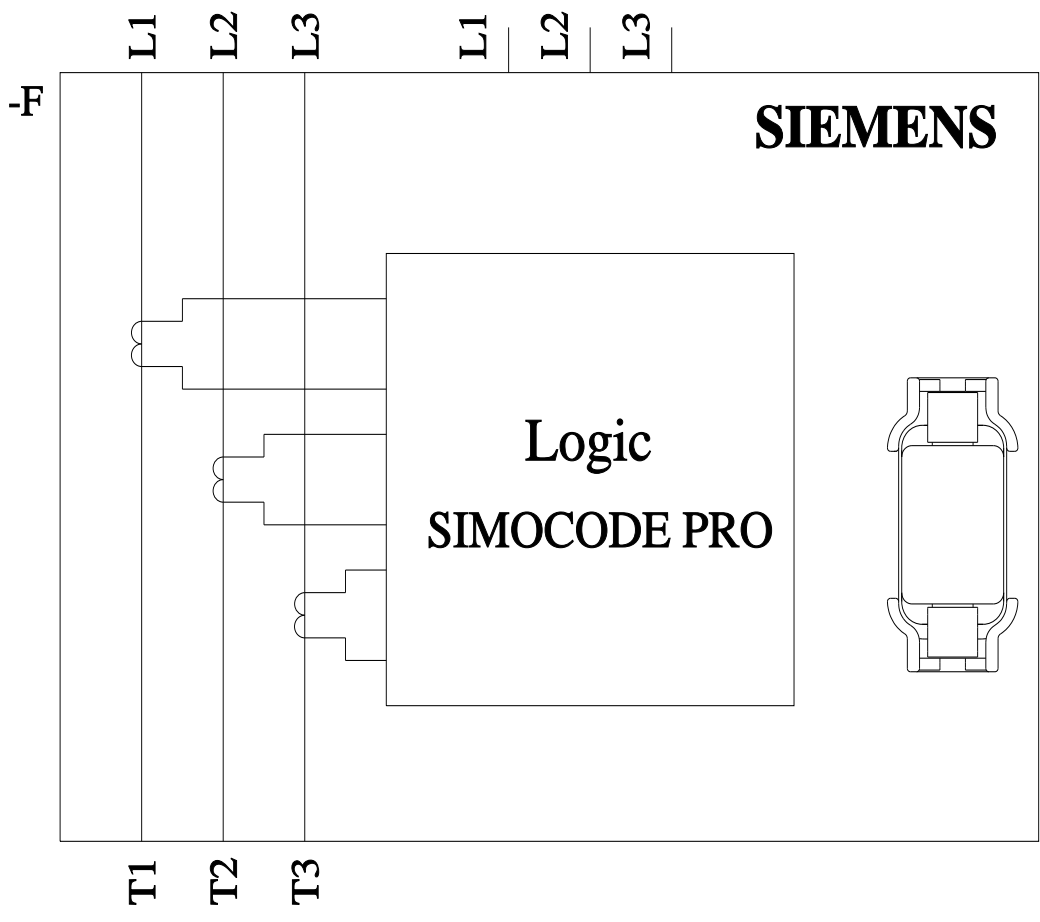 L1 L2 L3 L1 L2 L3
-F
SIEMENS
Logic
SIMOCODE PRO
T1 T2 T3